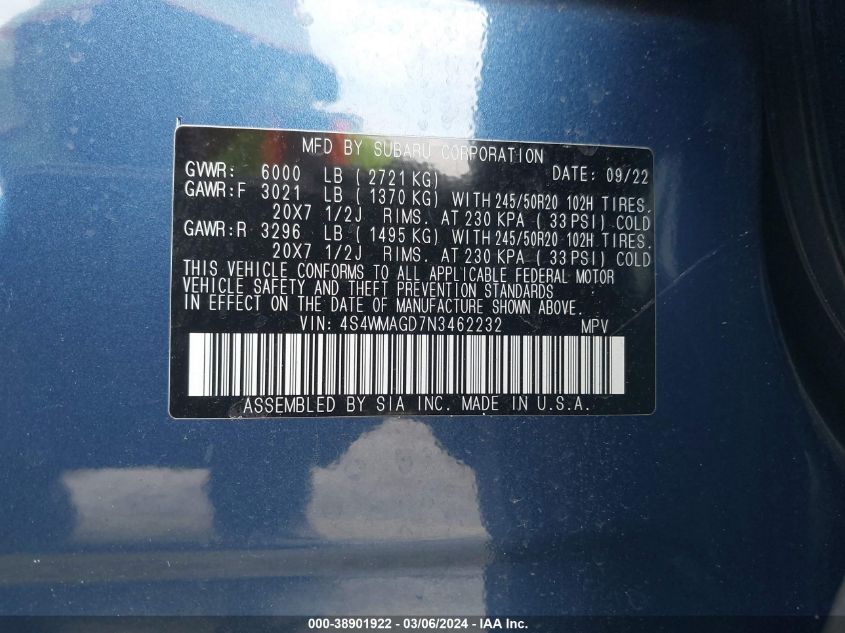 MFD BY SUBARU CORPORATION
GVWR: 6000 LB ( 2721 KG) DATE: 09/22
GAWR:F 3021 LB ( 1370 KG) WITH 245/50R20 102H TIRES.
20X7 1/2J RIMS. AT 230 KPA ( 33 PSI) COLD
GAWR:R 3296 LB ( 1495 KG) WITH 245/50R20 102H TIRES.
20X7 1/2J RIMS. AT 230 KPA ( 33 PSI) COLD
THIS VEHICLE CONFORMS TO ALL APPLICABLE FEDERAL MOTOR
VEHICLE SAFETY AND THEFT PREVENTION STANDARDS
IN EFFECT ON THE DATE OF MANUFACTURE SHOWN ABOVE.
VIN: 4S4WMAGD7N3462232 MPV
ASSEMBLED BY SIA INC. MADE IN U.S.A.
000-38901922 - 03/06/2024 - IAA Inc.